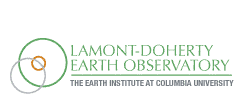 LAMONT-DOHERTY
EARTH OBSERVATORY
THE EARTH INSTITUTE AT COLUMBIA UNIVERSITY